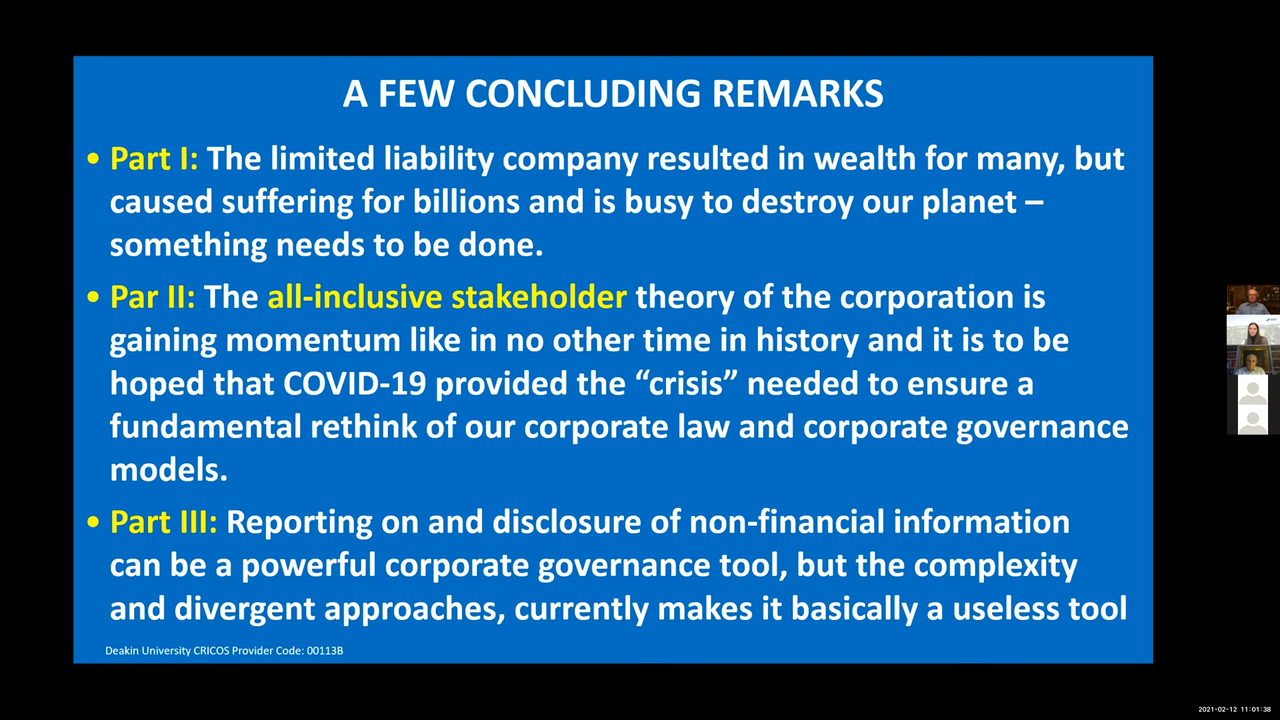 A FEW CONCLUDING REMARKS
• Part I: The limited liability company resulted in wealth for many, but
caused suffering for billions and is busy to destroy our planet –
something needs to be done.
• Par II: The all-inclusive stakeholder theory of the corporation is
gaining momentum like in no other time in history and it is to be
hoped that COVID-19 provided the “crisis” needed to ensure a
fundamental rethink of our corporate law and corporate governance
models.
• Part III: Reporting on and disclosure of non-financial information
can be a powerful corporate governance tool, but the complexity
and divergent approaches, currently makes it basically a useless tool
Deakin University CRICOS Provider Code: 00113B
2021-02-12 11:01:38